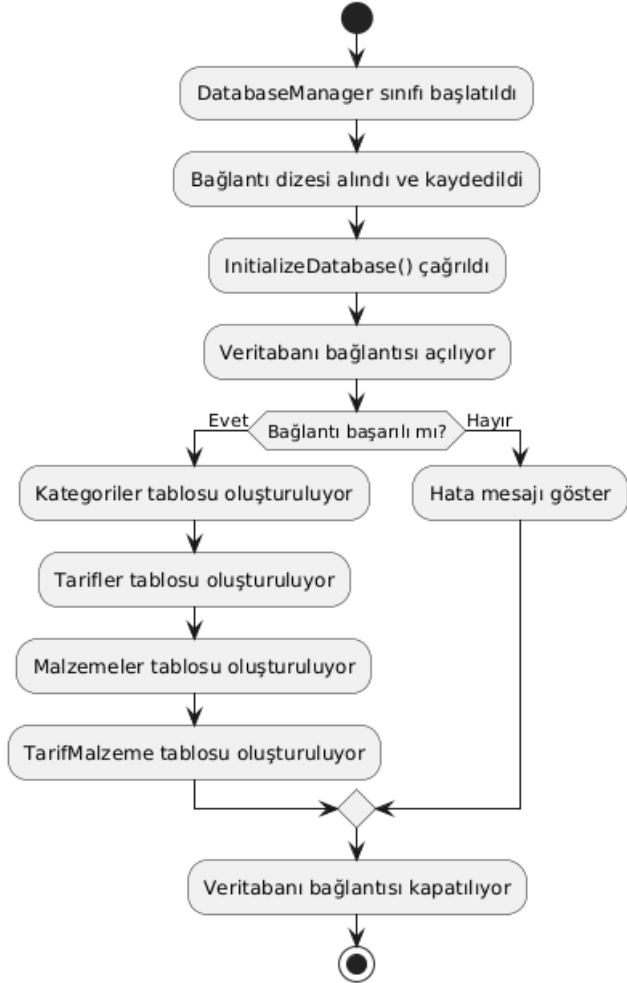 DatabaseManager sınıfı başlatıldı
Bağlantı dizesi alındı ve kaydedildi
InitializeDatabase() çağrıldı
Veritabanı bağlantısı açılıyor
Bağlantı başarılı mı?
Evet
Hayır
Kategoriler tablosu oluşturuluyor
Hata mesajı göster
Tarifler tablosu oluşturuluyor
Malzemeler tablosu oluşturuluyor
TarifMalzeme tablosu oluşturuluyor
Veritabanı bağlantısı kapatılıyor